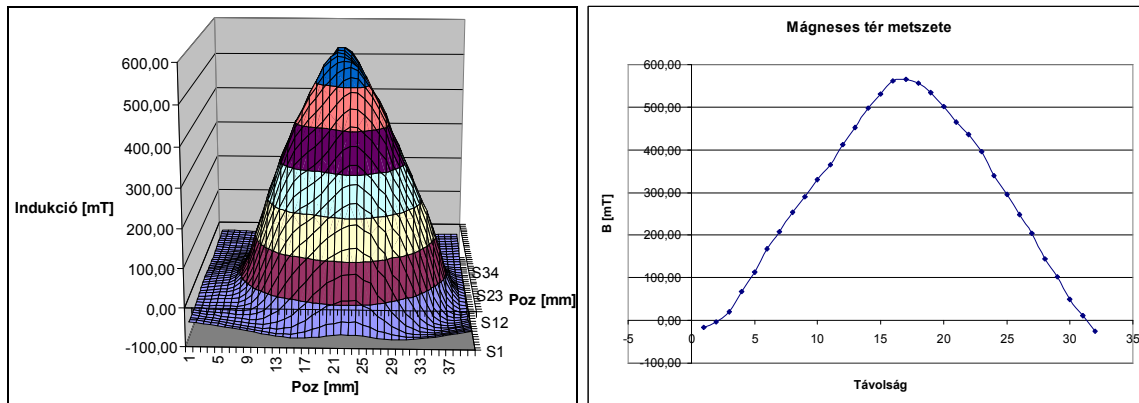 600,00
500,00
400,00
300,00
Indukció [mT]
200,00
100,00
0,00
-100,00
1
5
9
13
17
21
25
29
33
37
Poz [mm]
S34
S23
Poz [mm]
S12
S1
Mágneses tér metszete
600,00
500,00
400,00
300,00
200,00
100,00
0,00
-100,00
B [mT]
-5 0 5 10 15 20 25 30 35
Távolság